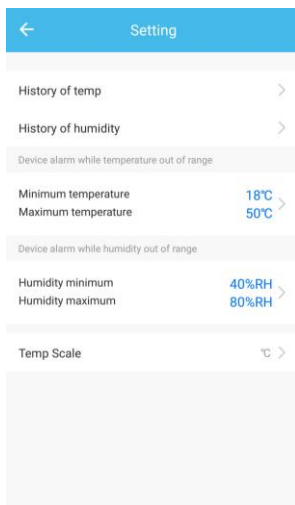 Setting
History of temp
History of humidity
Device alarm while temperature out of range
Minimum temperature 18℃
Maximum temperature 50℃
Device alarm while humidity out of range
Humidity minimum 40%RH
Humidity maximum 80%RH
Temp Scale ℃